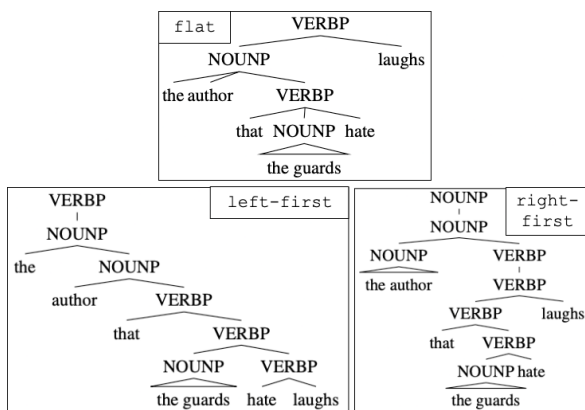 flat
VERBP
NOUNP laughs
the author VERBP
that NOUNP hate
the guards
left-first
VERBP
NOUNP
the NOUNP
author VERBP
that VERBP
NOUNP VERBP
the guards hate laughs
right-
first
NOUNP
NOUNP
NOUNP VERBP
the author VERBP
VERBP laughs
that VERBP
NOUNP hate
the guards